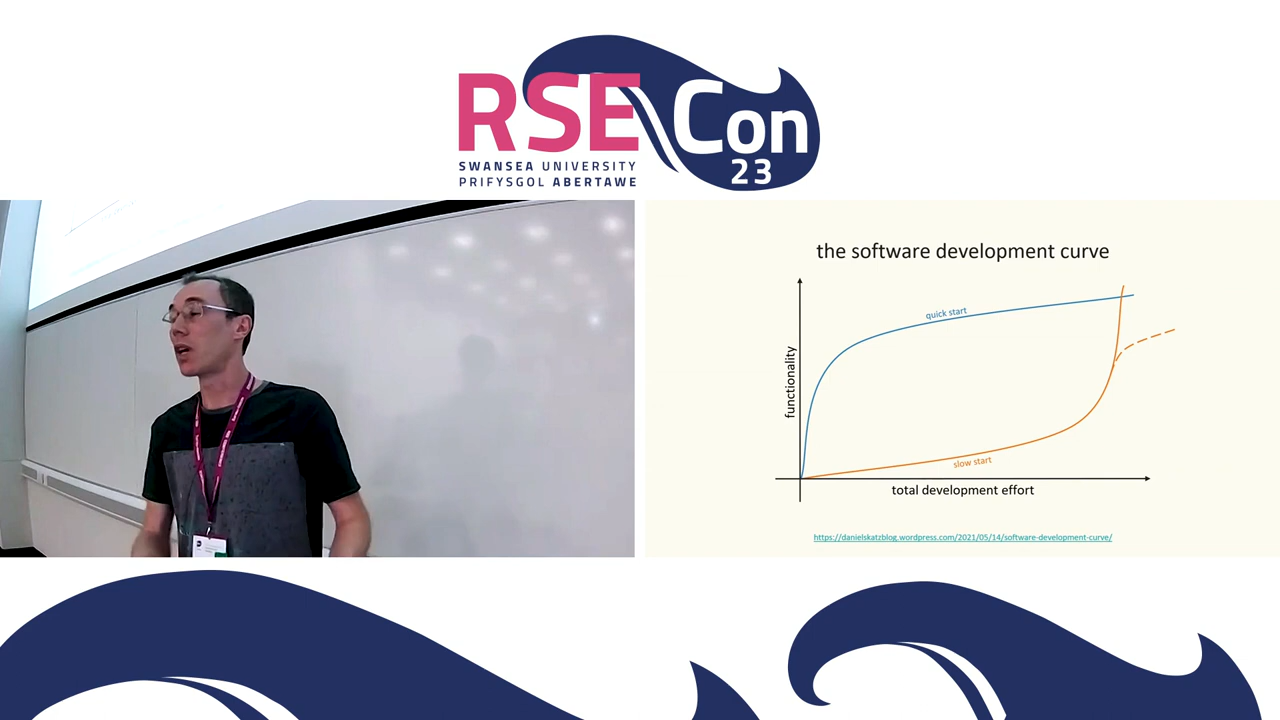 RSE Con
SWANSEA UNIVERSITY
PRIFYSGOL ABERTAWE
23
the software development curve
quick start
functionality
slow start
total development effort
https://danielskatzblog.wordpress.com/2021/05/14/software-development-curve/